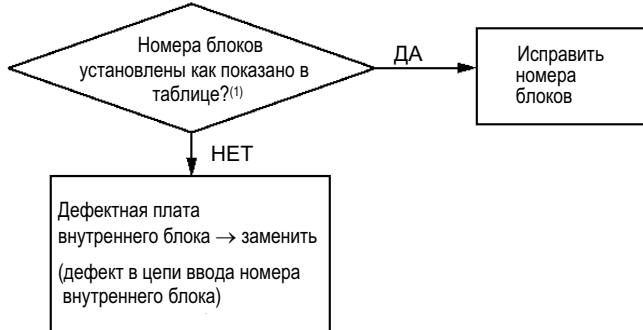 Номера блоков
установлены как показано в
таблице?(1)
ДА
Исправить
номера
блоков
НЕТ
Дефектная плата
внутреннего блока → заменить
(дефект в цепи ввода номера
внутреннего блока)